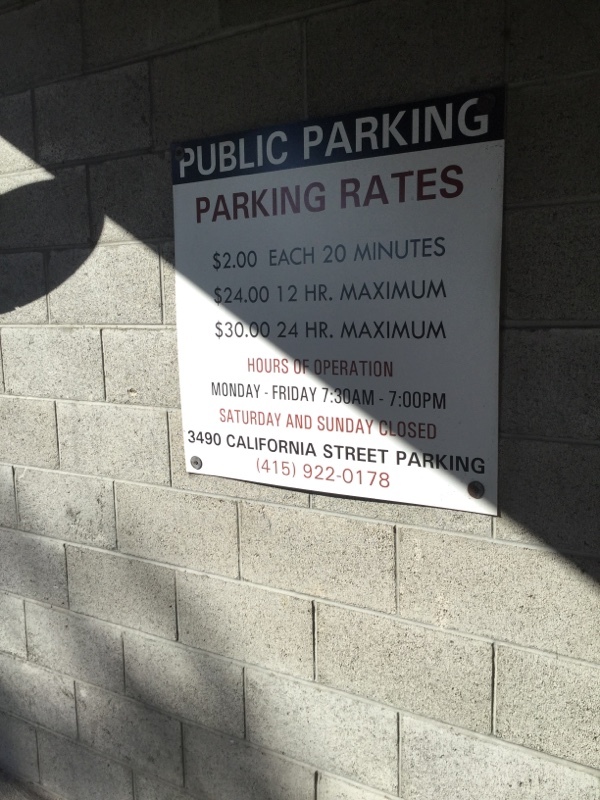 PUBLIC PARKING
PARKING RATES
$2.00 EACH 20 MINUTES
$24.00 12 HR. MAXIMUM
$30.00 24 HR. MAXIMUM
HOURS OF OPERATION
MONDAY - FRIDAY 7:30AM - 7:00PM
SATURDAY AND SUNDAY CLOSED
3490 CALIFORNIA STREET PARKING
(415) 922-0178